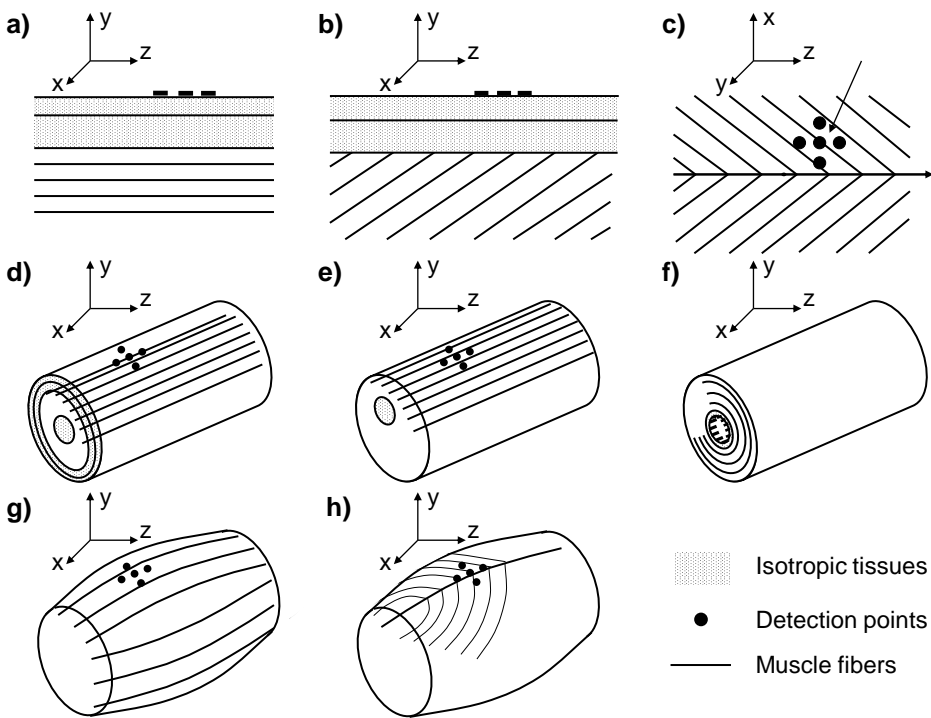 a)
y
z
x
b)
y
z
x
c)
x
z
y
d)
y
z
x
e)
y
z
x
f)
y
z
x
g)
y
z
x
h)
y
z
x
Isotropic tissues
Detection points
Muscle fibers